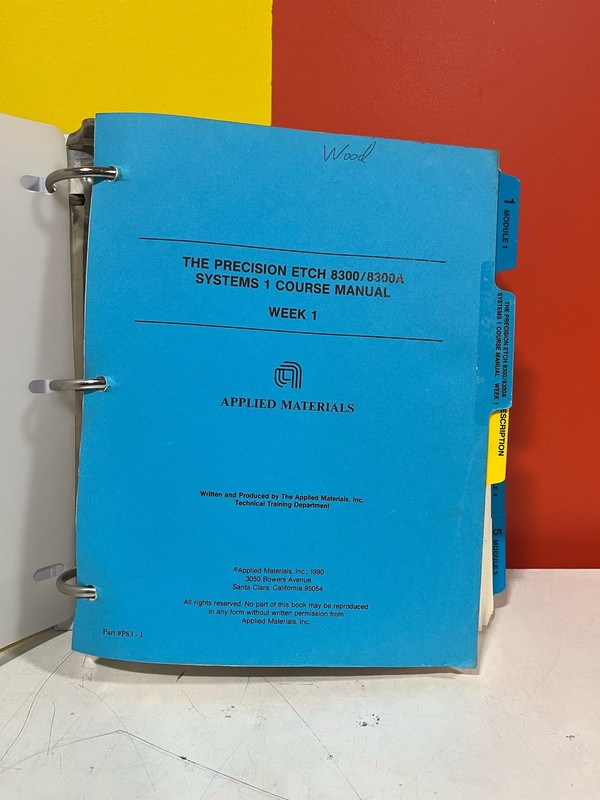 Wood
THE PRECISION ETCH 8300/8300A
SYSTEMS 1 COURSE MANUAL
WEEK 1
APPLIED MATERIALS
Written and Produced by The Applied Materials, Inc.
Technical Training Department
©Applied Materials, Inc., 1990
3050 Bowers Avenue
Santa Clara, California 95054
All rights reserved. No part of this book may be reproduced
in any form without written permission from
Applied Materials, Inc.
Part #P83 - 1
1 MODULE 1
THE PRECISION ETCH 8300/8300A
SYSTEMS 1 COURSE MANUAL WEEK 1
ESCRIPTION
5 MODULE 5